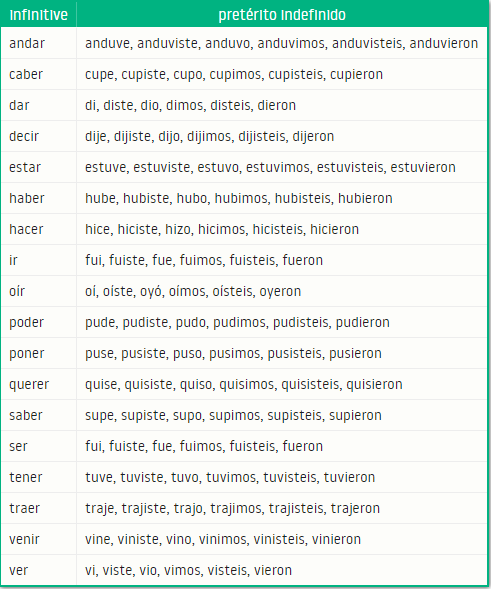 infinitive pretérito indefinido
andar anduve, anduviste, anduvo, anduvimos, anduvisteis, anduvieron
caber cupe, cupiste, cupo, cupimos, cupisteis, cupieron
dar di, diste, dio, dimos, disteis, dieron
decir dije, dijiste, dijo, dijimos, dijisteis, dijeron
estar estuve, estuviste, estuvo, estuvimos, estuvisteis, estuvieron
haber hube, hubiste, hubo, hubimos, hubisteis, hubieron
hacer hice, hiciste, hizo, hicimos, hicisteis, hicieron
ir fui, fuiste, fue, fuimos, fuisteis, fueron
oír oí, oíste, oyó, oímos, oísteis, oyeron
poder pude, pudiste, pudo, pudimos, pudisteis, pudieron
poner puse, pusiste, puso, pusimos, pusisteis, pusieron
querer quise, quisiste, quiso, quisimos, quisisteis, quisieron
saber supe, supiste, supo, supimos, supisteis, supieron
ser fui, fuiste, fue, fuimos, fuisteis, fueron
tener tuve, tuviste, tuvo, tuvimos, tuvisteis, tuvieron
traer traje, trajiste, trajo, trajimos, trajisteis, trajeron
venir vine, viniste, vino, vinimos, vinisteis, vinieron
ver vi, viste, vio, vimos, visteis, vieron